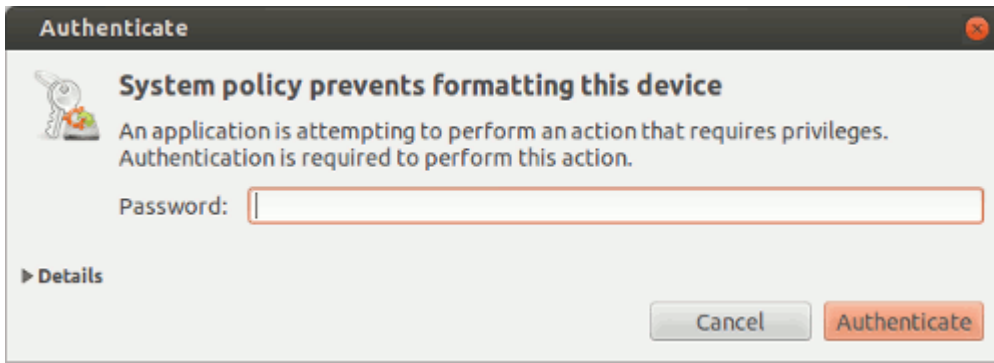 Authenticate
System policy prevents formatting this device
An application is attempting to perform an action that requires privileges.
Authentication is required to perform this action.
Password:
Details
Cancel Authenticate